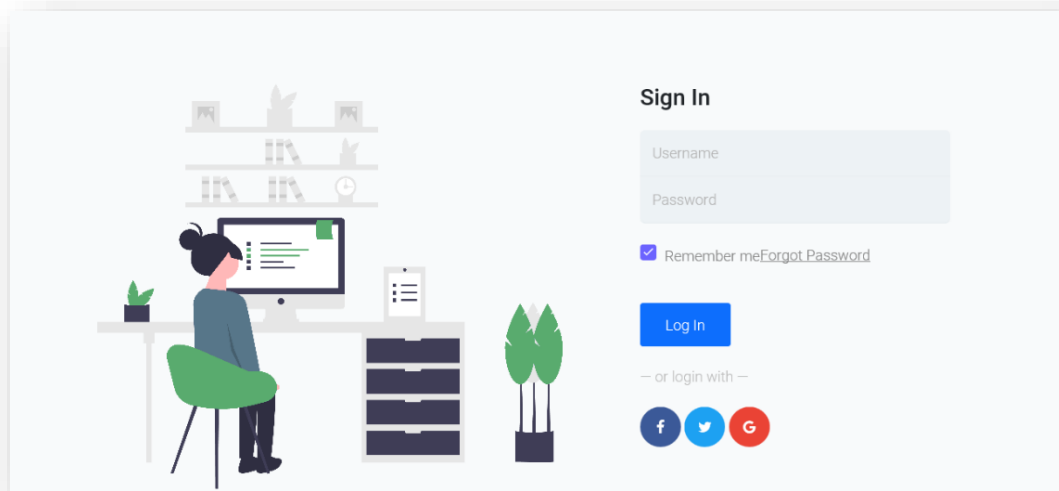 Sign In
Username
Password
Remember meForgot Password
Log In
— or login with —
f
G